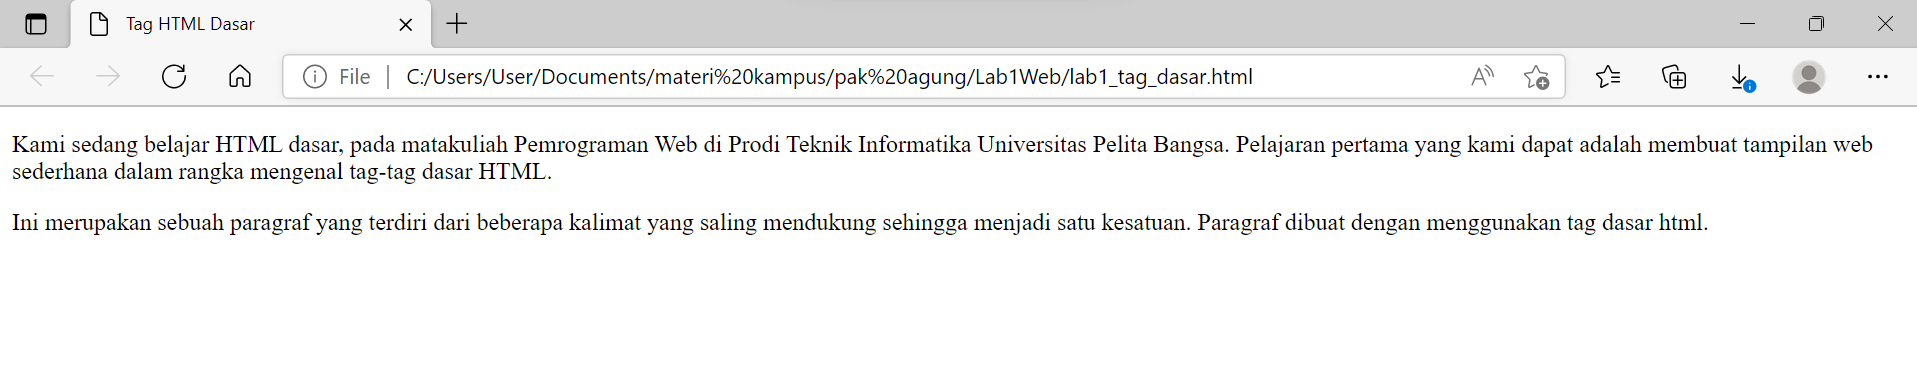 Tag HTML Dasar
File
C:/Users/User/Documents/materi%20kampus/pak%20agung/Lab1Web/lab1_tag_dasar.html
Kami sedang belajar HTML dasar, pada matakuliah Pemrograman Web di Prodi Teknik Informatika Universitas Pelita Bangsa. Pelajaran pertama yang kami dapat adalah membuat tampilan web
sederhana dalam rangka mengenal tag-tag dasar HTML.
Ini merupakan sebuah paragraf yang terdiri dari beberapa kalimat yang saling mendukung sehingga menjadi satu kesatuan. Paragraf dibuat dengan menggunakan tag dasar html.